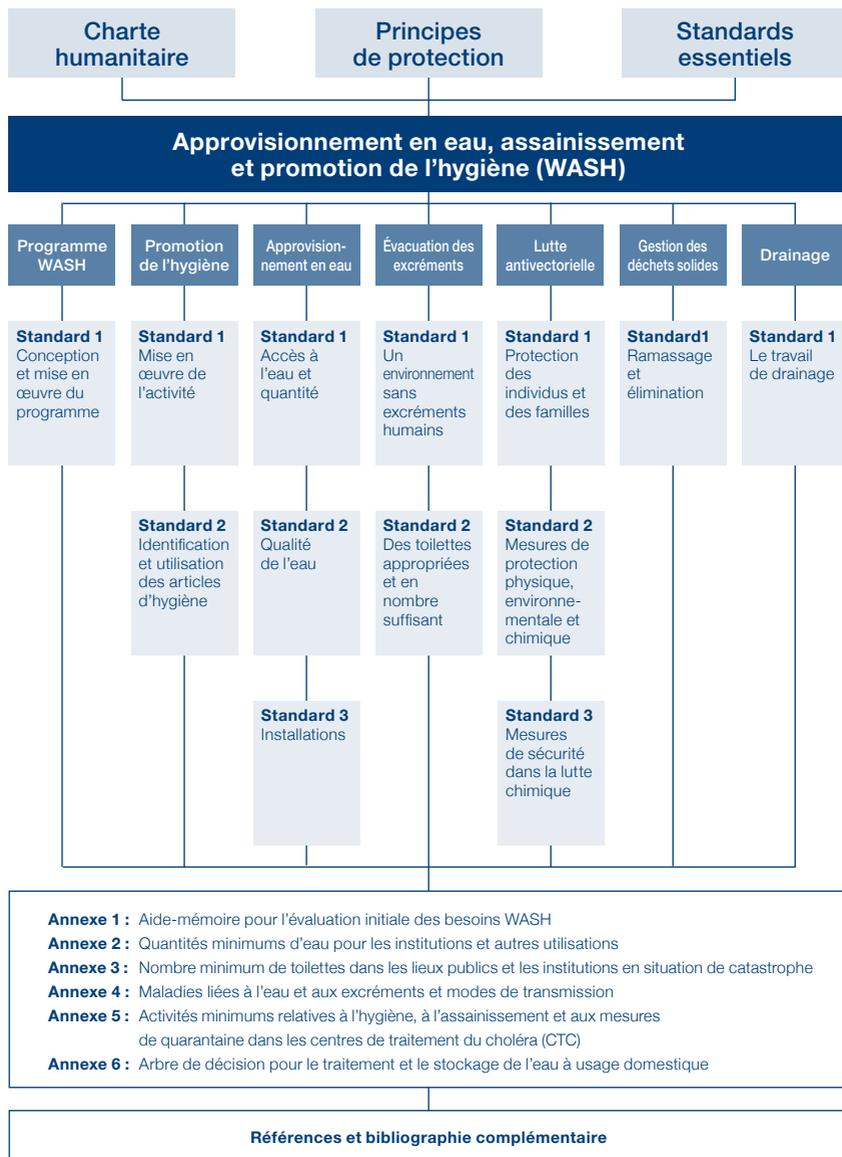 Charte
humanitaire
Principes
de protection
Standards
essentiels
Approvisionnement en eau, assainissement
et promotion de l’hygiène (WASH)
Programme
WASH
Promotion
de l’hygiène
Approvision-
nement en eau
Évacuation des
excréments
Lutte
antivectorielle
Gestion des
déchets solides
Drainage
Standard 1
Conception
et mise en
œuvre du
programme
Standard 1
Mise en
œuvre de
l’activité
Standard 1
Accès à
l’eau et
quantité
Standard 1
Un
environnement
sans
excréments
humains
Standard 1
Protection
des
individus et
des familles
Standard1
Ramassage
et
élimination
Standard 1
Le travail
de drainage
Standard 2
Identification
et utilisation
des articles
d’hygiène
Standard 2
Qualité
de l’eau
Standard 2
Des toilettes
appropriées
et en
nombre
suffisant
Standard 2
Mesures de
protection
physique,
environne-
mentale et
chimique
Standard 3
Installations
Standard 3
Mesures
de sécurité
dans la lutte
chimique
Annexe 1 : Aide-mémoire pour l’évaluation initiale des besoins WASH
Annexe 2 : Quantités minimums d’eau pour les institutions et autres utilisations
Annexe 3 : Nombre minimum de toilettes dans les lieux publics et les institutions en situation de catastrophe
Annexe 4 : Maladies liées à l’eau et aux excréments et modes de transmission
Annexe 5 : Activités minimums relatives à l’hygiène, à l’assainissement et aux mesures
de quarantaine dans les centres de traitement du choléra (CTC)
Annexe 6 : Arbre de décision pour le traitement et le stockage de l’eau à usage domestique
Références et bibliographie complémentaire